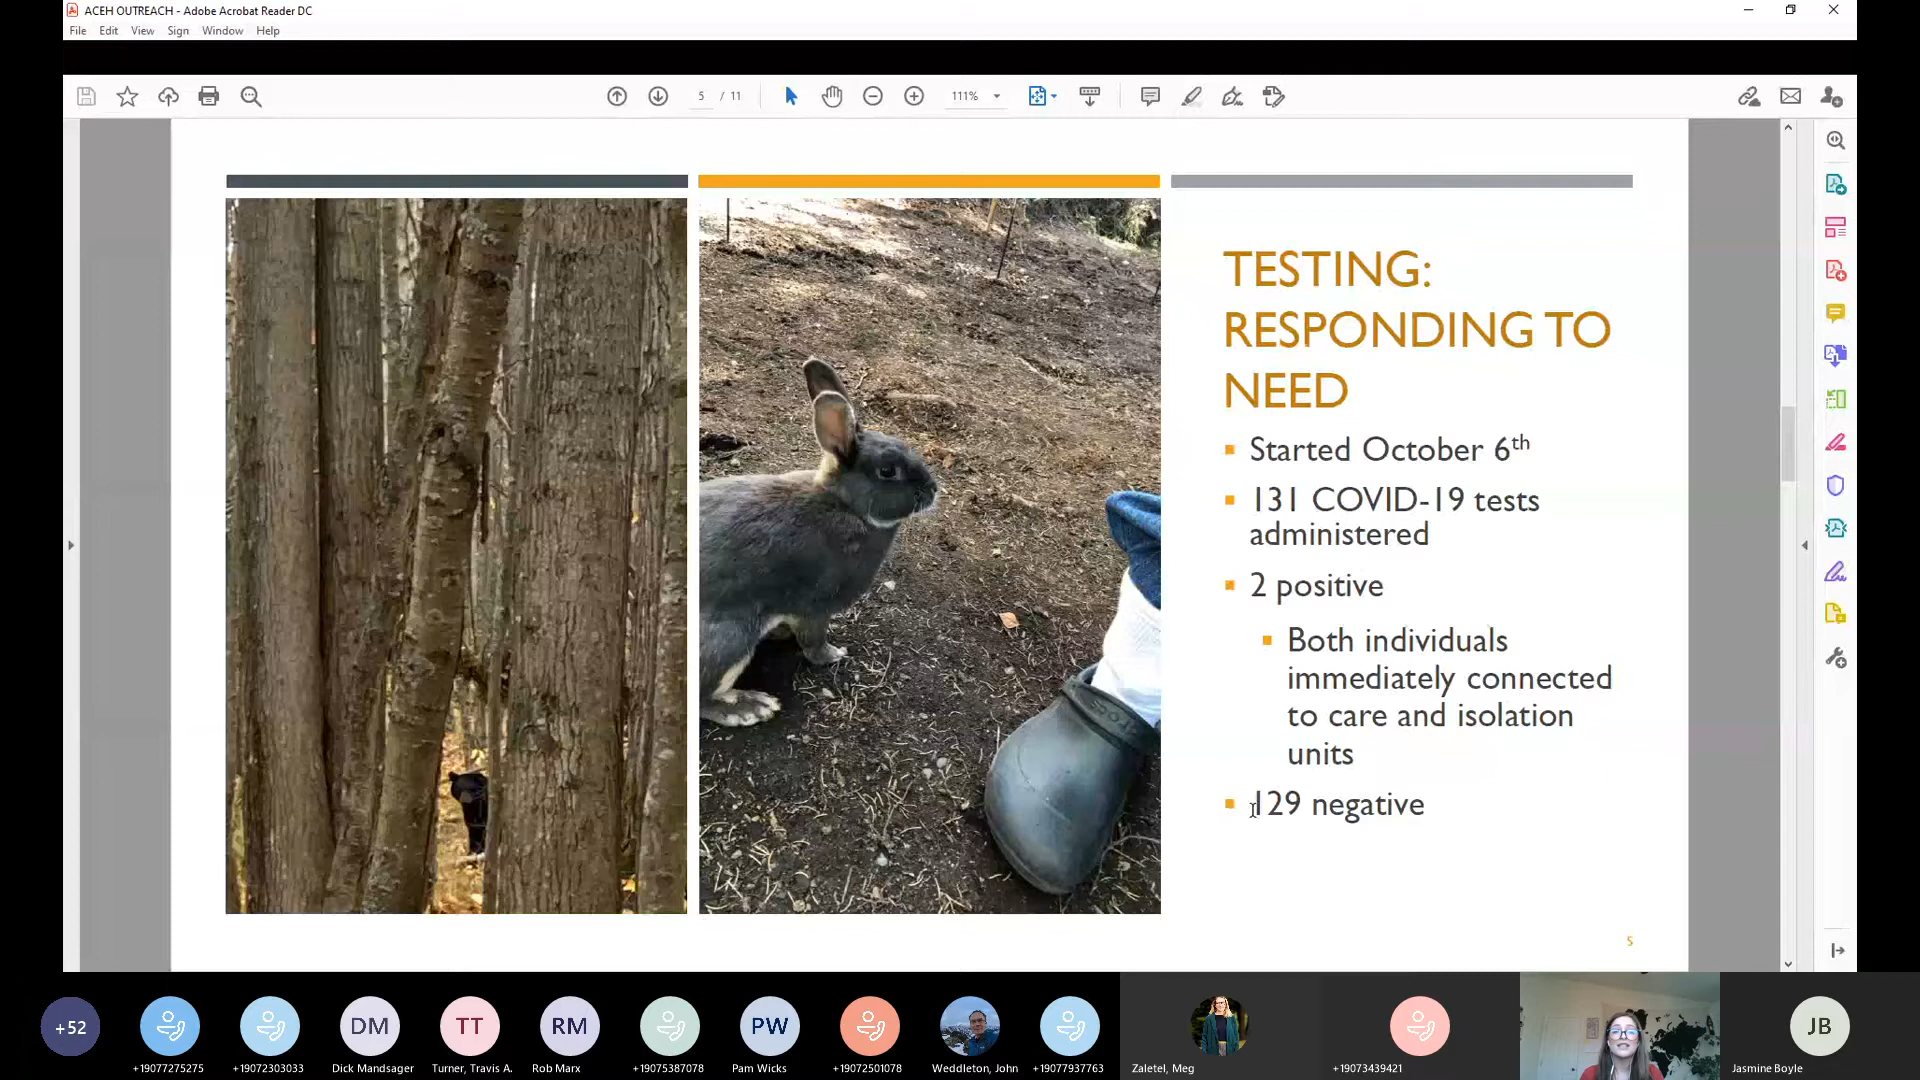 ACEH OUTREACH - Adobe Acrobat Reader DC
File Edit View Sign Window Help
5 / 11
111%
TESTING:
RESPONDING TO
NEED
Started October 6th
131 COVID-19 tests
administered
2 positive
Both individuals
immediately connected
to care and isolation
units
129 negative
5
+52
DM
TT
RM
PW
JB
+19077275275
+19072303033
Dick Mandsager
Turner, Travis A.
Rob Marx
+19075387078
Pam Wicks
+19072501078
Weddleton, John
+19077937763
Zaletel, Meg
+19073439421
Jasmine Boyle